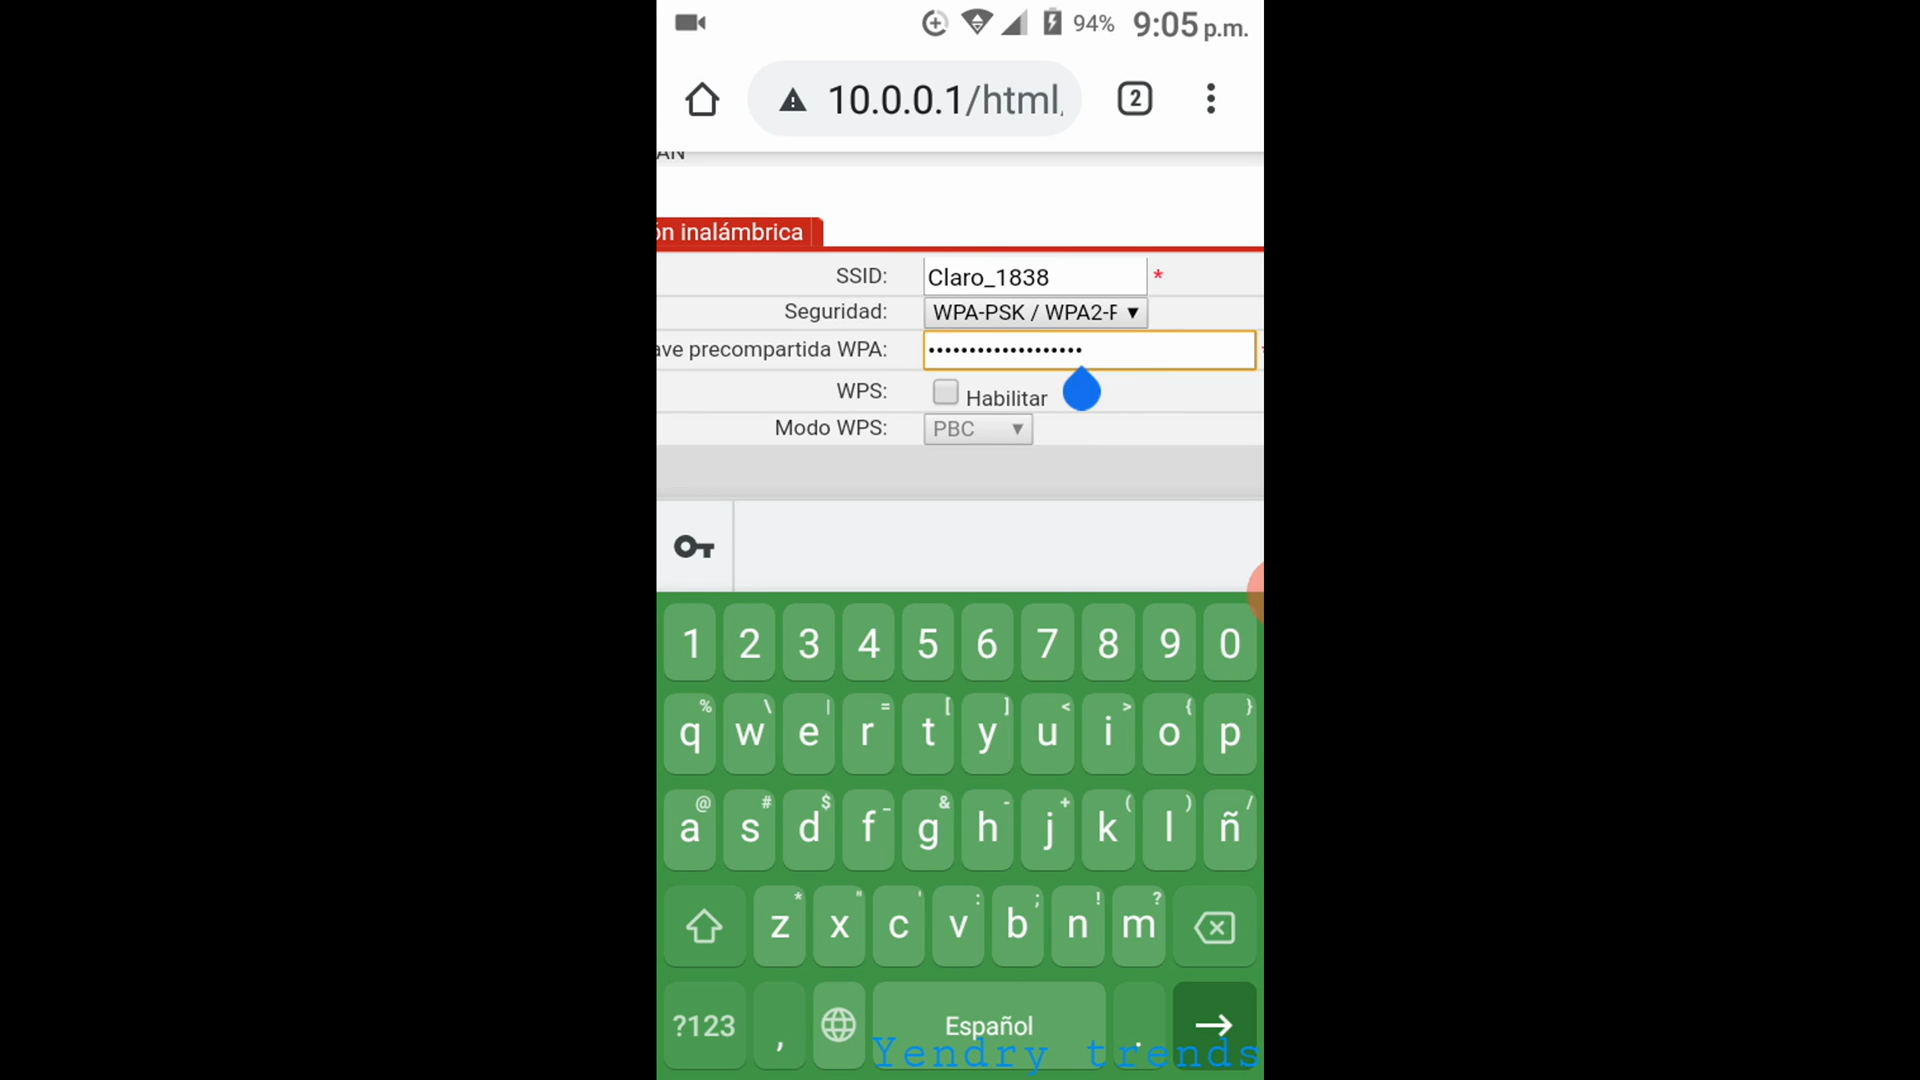 94% 9:05 p.m.
10.0.0.1/html/ 2
AN
ón inalámbrica
SSID: Claro_1838 *
Seguridad: WPA-PSK / WPA2-P ▼
ave precompartida WPA: •••••••••••••••••••
WPS: Habilitar
Modo WPS: PBC ▼
1 2 3 4 5 6 7 8 9 0
% \ | = [ ] < > { }
q w e r t y u i o p
@ # $ _ & - + ( ) /
a s d f g h j k l ñ
* " ' : ; ! ?
z x c v b n m
?123 , Español .
Yendry trends